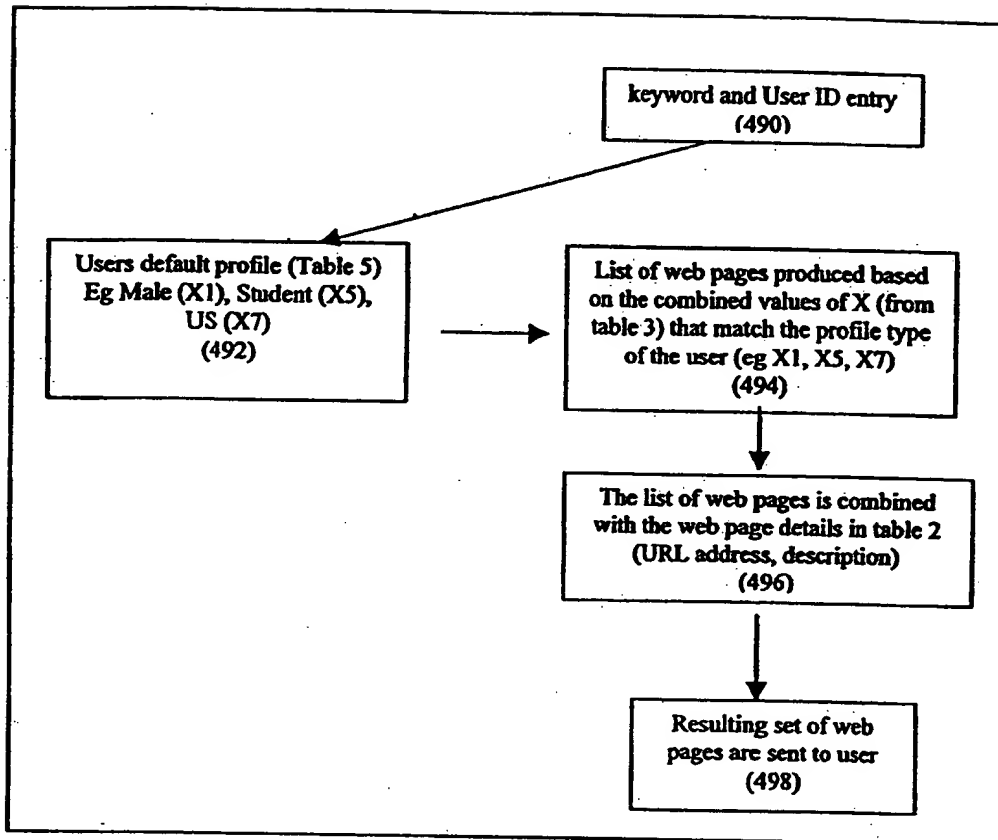 keyword and User ID entry
(490)
Users default profile (Table 5)
Eg Male (X1), Student (X5),
US (X7)
(492)
List of web pages produced based
on the combined values of X (from
table 3) that match the profile type
of the user (eg X1, X5, X7)
(494)
The list of web pages is combined
with the web page details in table 2
(URL address, description)
(496)
Resulting set of web
pages are sent to user
(498)